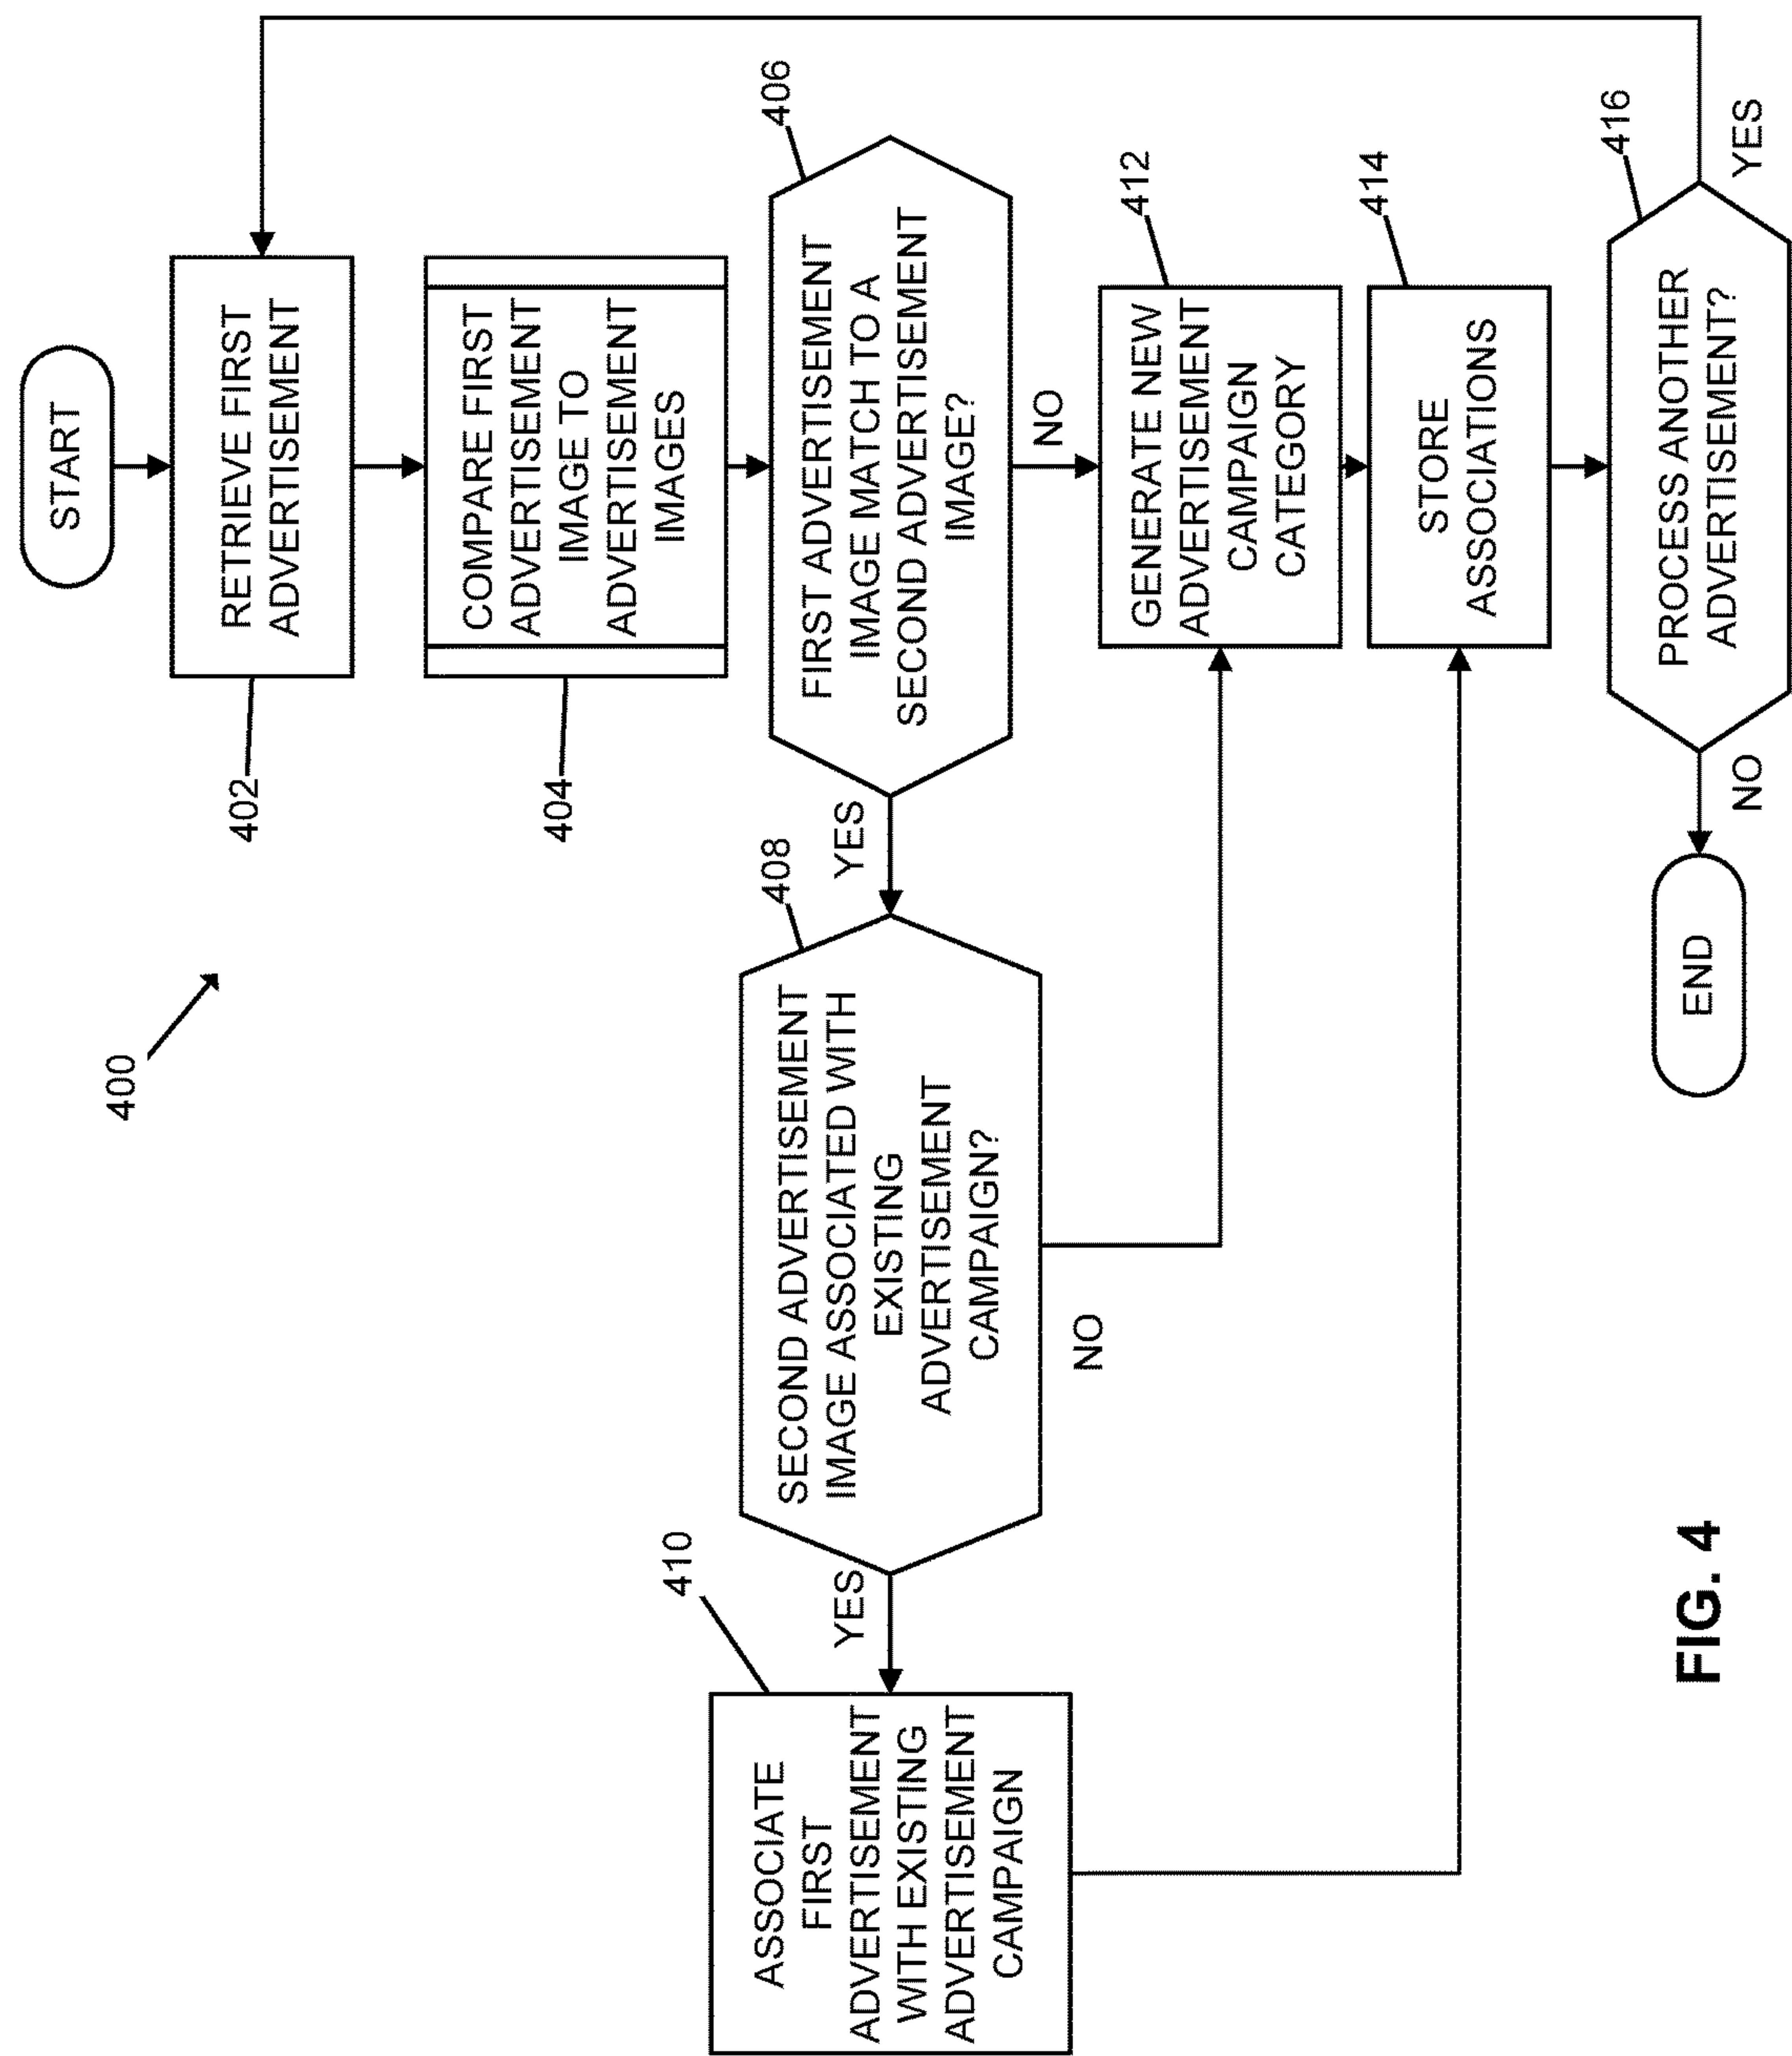 400
START
RETRIEVE FIRST
ADVERTISEMENT
402
COMPARE FIRST
ADVERTISEMENT
IMAGE TO
ADVERTISEMENT
IMAGES
404
FIRST ADVERTISEMENT
IMAGE MATCH TO A
SECOND ADVERTISEMENT
IMAGE?
406
YES
NO
SECOND ADVERTISEMENT
IMAGE ASSOCIATED WITH
EXISTING
ADVERTISEMENT
CAMPAIGN?
408
YES
NO
ASSOCIATE
FIRST
ADVERTISEMENT
WITH EXISTING
ADVERTISEMENT
CAMPAIGN
410
GENERATE NEW
ADVERTISEMENT
CAMPAIGN
CATEGORY
412
STORE
ASSOCIATIONS
414
PROCESS ANOTHER
ADVERTISEMENT?
416
YES
NO
END
FIG. 4